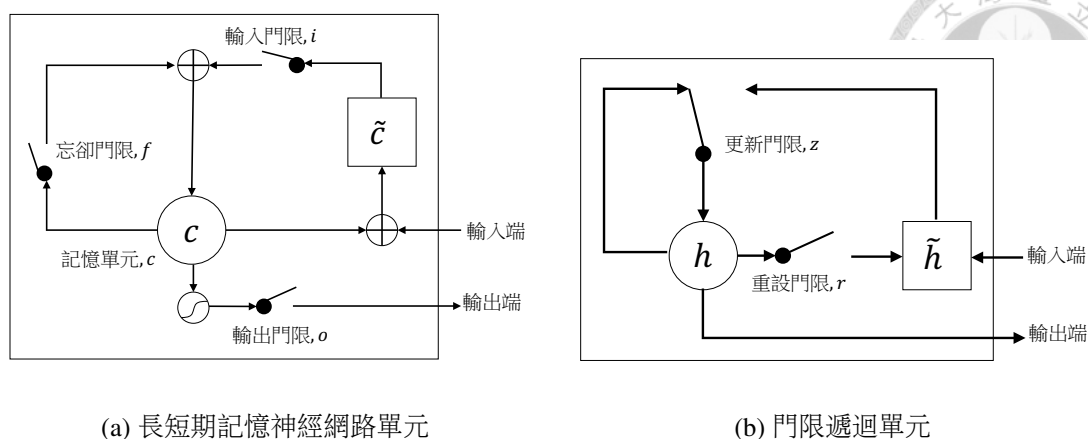 輸入門限, i
c̃
忘卻門限, f
c
輸入端
記憶單元, c
輸出端
輸出門限, o
(a) 長短期記憶神經網路單元
更新門限, z
h
h̃
輸入端
重設門限, r
輸出端
(b) 門限遞迴單元